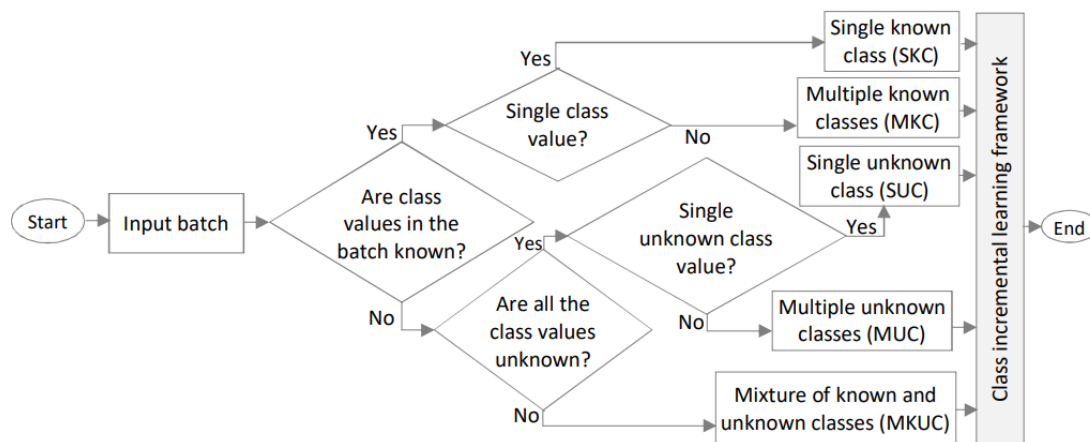 Start
Input batch
Are class
values in the
batch known?
Yes
Single class
value?
Yes
Single known
class (SKC)
No
Multiple known
classes (MKC)
No
Are all the
class values
unknown?
Yes
Single
unknown class
value?
Yes
Single unknown
class (SUC)
No
Multiple unknown
classes (MUC)
No
Mixture of known and
unknown classes (MKUC)
Class incremental learning framework
End